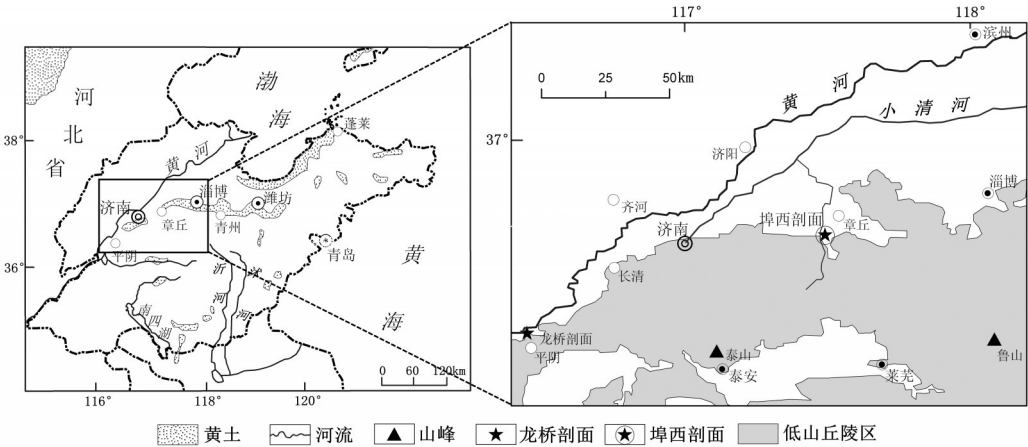 117°
118°
滨州
0 25 50km
黄河
小清河
37°
济阳
齐河
淄博
埠西剖面
章丘
济南
长清
龙桥剖面
平阴
泰山
泰安
莱芜
鲁山
河北省
渤海
蓬莱
38°
黄河
淄博
潍坊
济南
章丘
青州
平阴
青岛
36°
沂河
沭河
南四湖
黄海
0 60 120km
116° 118° 120°
黄土 河流 山峰 龙桥剖面 埠西剖面 低山丘陵区